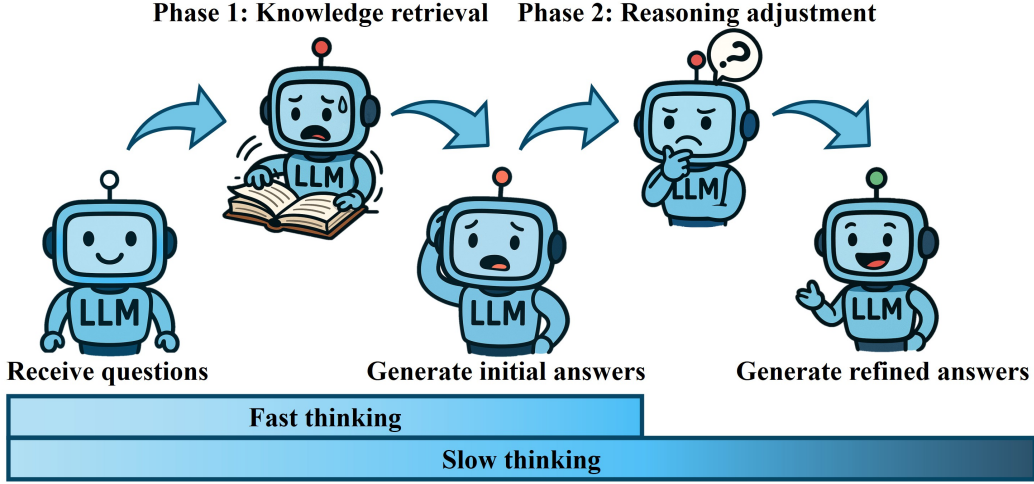 Phase 1: Knowledge retrieval
Phase 2: Reasoning adjustment
?
LLM
LLM
LLM
LLM
LLM
Receive questions
Generate initial answers
Generate refined answers
Fast thinking
Slow thinking